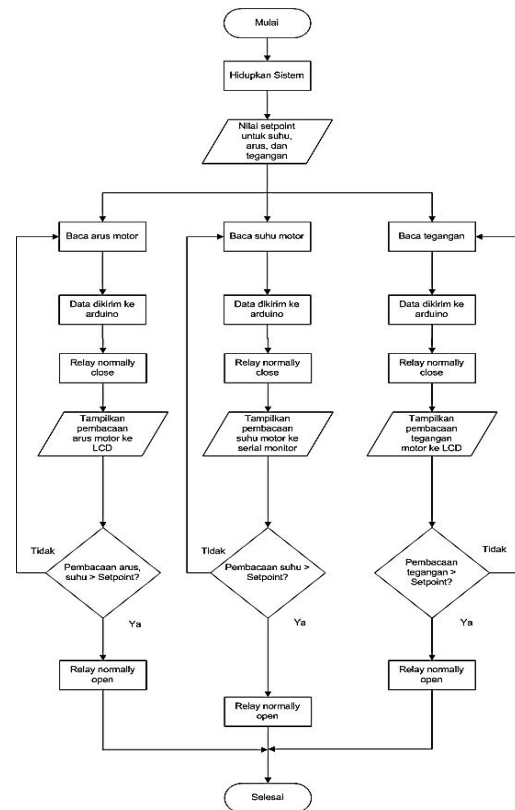 Mulai
Hidupkan Sistem
Nilai setpoint
untuk suhu,
arus, dan
tegangan
Baca arus motor
Data dikirim ke
arduino
Relay normally
close
Tampilkan
pembacaan
arus motor ke
LCD
Tidak
Pembacaan arus,
suhu > Setpoint?
Ya
Relay normally
open
Baca suhu motor
Data dikirim ke
arduino
Relay normally
close
Tampilkan
pembacaan
suhu motor ke
serial monitor
Tidak
Pembacaan suhu >
Setpoint?
Ya
Relay normally
open
Baca tegangan
Data dikirim ke
arduino
Relay normally
close
Tampilkan
pembacaan
tegangan
motor ke LCD
Tidak
Pembacaan
tegangan >
Setpoint?
Ya
Relay normally
open
Selesai